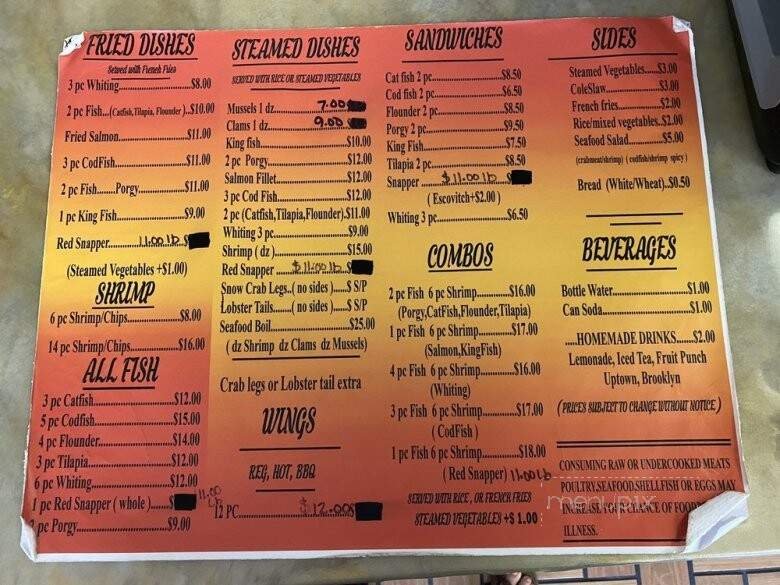 FRIED DISHES
Served with French Fries
3 pc Whiting..................$8.00
2 pc Fish....(Catfish,Tilapia, Flounder )..$10.00
Fried Salmon....................$11.00
3 pc CodFish....................$11.00
2 pc Fish.......Porgy..............$11.00
1 pc King Fish..................$9.00
Red Snapper..........11.00 lb $
(Steamed Vegetables +$1.00)
SHRIMP
6 pc Shrimp/Chips...............$8.00
14 pc Shrimp/Chips..............$16.00
ALL FISH
3 pc Catfish....................$12.00
5 pc Codfish....................$15.00
4 pc Flounder...................$14.00
3 pc Tilapia....................$12.00
6 pc Whiting....................$12.00
1 pc Red Snapper ( whole ).....$ 11.00 lb
2 pc Porgy......................$9.00
STEAMED DISHES
SERVED WITH RICE OR STEAMED VEGETABLES
Mussels 1 dz............7.00
Clams 1 dz..............9.00 $
King fish.......................$10.00
2 pc  Porgy.....................$12.00
Salmon Fillet...................$12.00
3 pc Cod Fish...................$12.00
2 pc (Catfish,Tilapia,Flounder).$11.00
Whiting 3 pc....................$9.00
Shrimp ( dz )...................$15.00
Red Snapper ....$11.00 lb..$
Snow Crab Legs..( no sides ).....$ S/P
Lobster Tails.....( no sides )....$ S/P
Seafood Boil....................$25.00
( dz Shrimp  dz Clams  dz Mussels)
Crab legs or Lobster tail extra
WINGS
REG, HOT, BBQ
12 PC..................$12.00$
SANDWICHES
Cat fish 2 pc...................$8.50
Cod fish 2 pc...................$6.50
Flounder 2 pc...................$8.50
Porgy 2 pc......................$9.50
King Fish.......................$7.50
Tilapia 2 pc....................$8.50
Snapper ....$11.00 lb....$
( Escovitch+$2.00 )
Whiting 3 pc....................$6.50
COMBOS
2 pc Fish  6 pc Shrimp..........$16.00
(Porgy,CatFish,Flounder,Tilapia)
1 pc Fish  6 pc Shrimp..........$17.00
(Salmon,KingFish)
4 pc Fish  6 pc Shrimp..........$16.00
(Whiting)
3 pc Fish  6 pc Shrimp..........$17.00
(CodFish )
1 pc Fish 6 pc Shrimp...........$18.00
( Red Snapper) 11.00 Lb
SERVED WITH RICE , OR FRENCH FRIES
STEAMED VEGETABLES +$ 1.00
SIDES
Steamed Vegetables.....$3.00
ColeSlaw...............$3.00
French fries...........$2.00
Rice/mixed vegetables..$2.00
Seafood Salad..........$5.00
(crabmeat/shrimp)  ( codfish/shrimp  spicy )
Bread  (White/Wheat)..$0.50
BEVERAGES
Bottle Water....................$1.00
Can Soda........................$1.00
....HOMEMADE DRINKS.......$2.00
Lemonade, Iced Tea, Fruit Punch
Uptown, Brooklyn
(PRICES SUBJECT TO CHANGE WITHOUT NOTICE )
CONSUMING RAW OR UNDERCOOKED MEATS
POULTRY,SEAFOOD,SHELLFISH OR EGGS MAY
INCREASE YOUR CHANCE OF FOOD
ILLNESS.
menupix